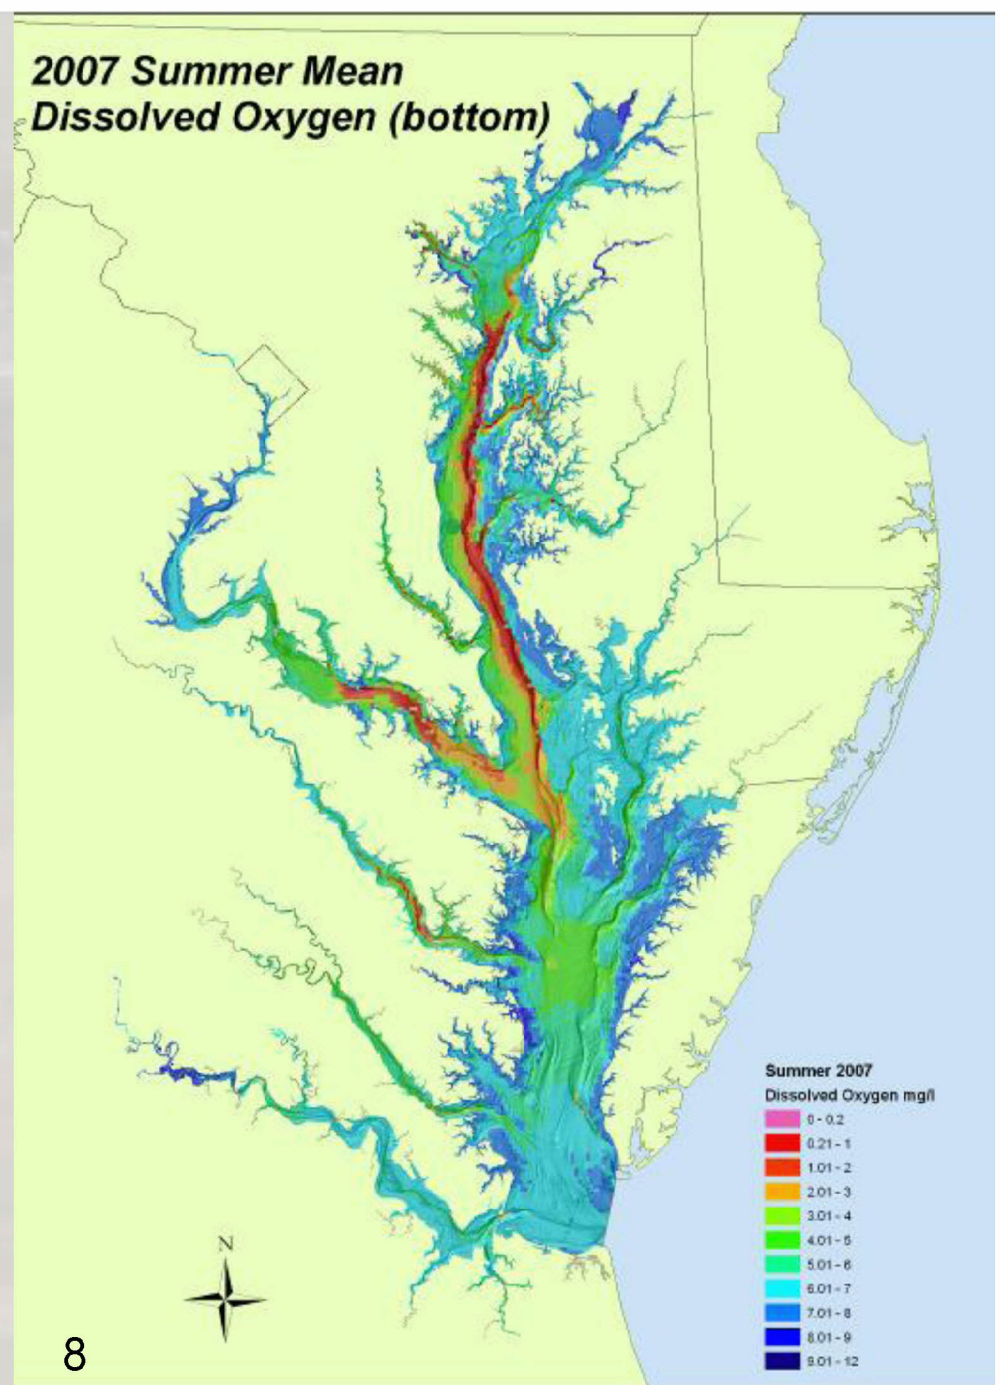 2007 Summer Mean
Dissolved Oxygen (bottom)
Summer 2007
Dissolved Oxygen mg/l
0 - 0.2
0.21 - 1
1.01 - 2
2.01 - 3
3.01 - 4
4.01 - 5
5.01 - 6
6.01 - 7
7.01 - 8
8.01 - 9
9.01 - 12
N
8